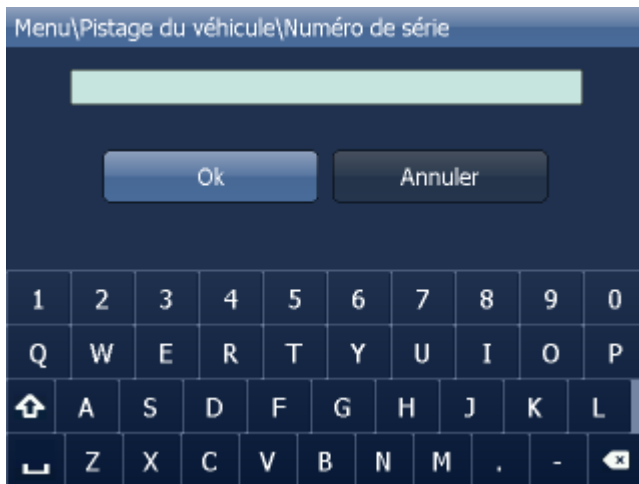 Menu\Pistage du véhicule\Numéro de série
Ok Annuler
1 2 3 4 5 6 7 8 9 0
Q W E R T Y U I O P
A S D F G H J K L
Z X C V B N M . -